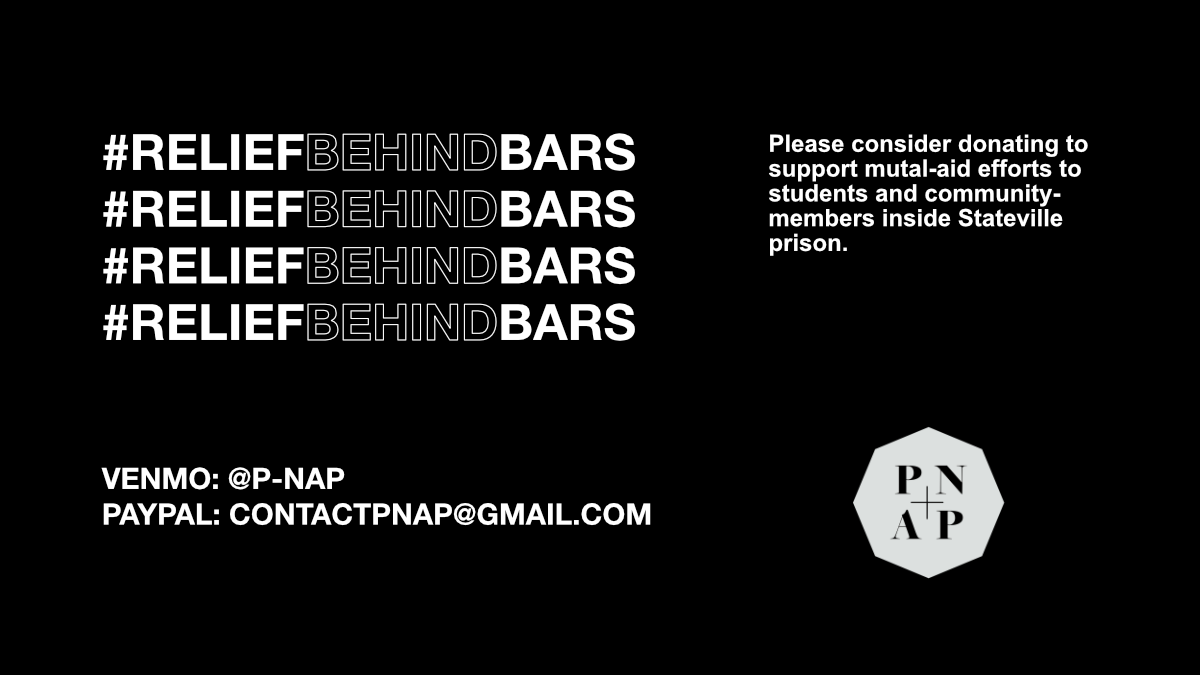 #RELIEFBEHINDBARS
#RELIEFBEHINDBARS
#RELIEFBEHINDBARS
#RELIEFBEHINDBARS
Please consider donating to
support mutal-aid efforts to
students and community-
members inside Stateville
prison.
VENMO: @P-NAP
PAYPAL: CONTACTPNAP@GMAIL.COM
P N
A P